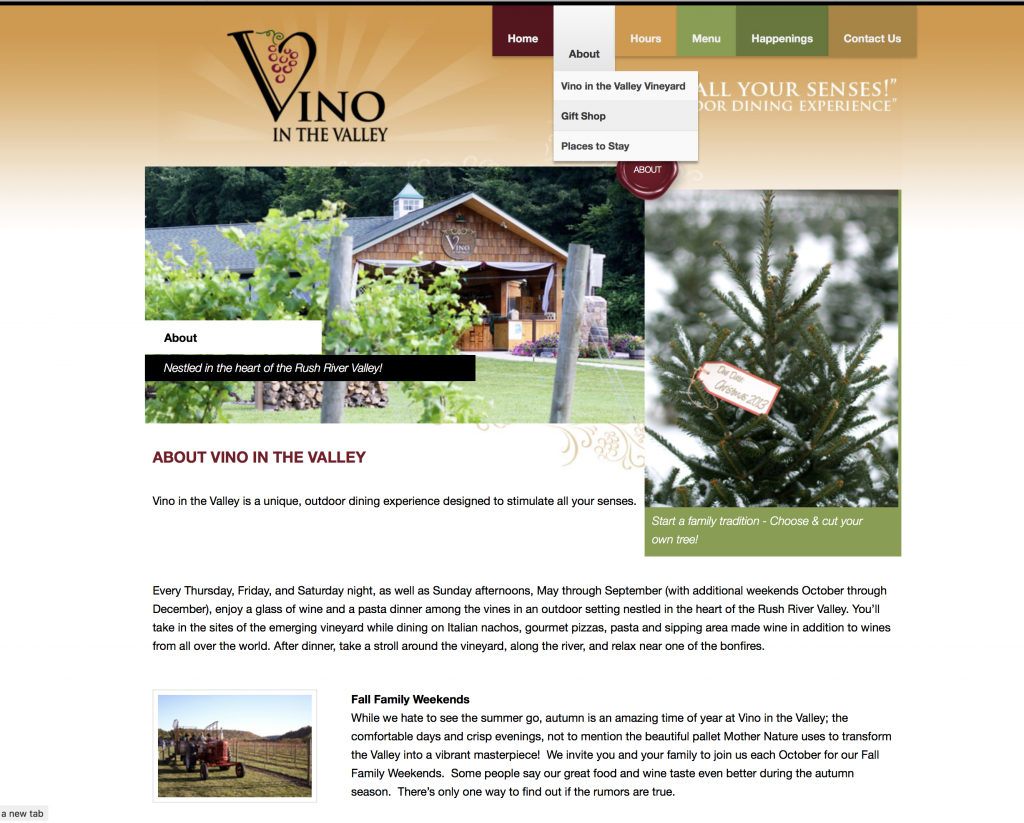 Home
About
Hours
Menu
Happenings
Contact Us
VINO
IN THE VALLEY
Vino in the Valley Vineyard
Gift Shop
Places to Stay
ALL YOUR SENSES!”
DOOR DINING EXPERIENCE”
ABOUT
VINO
About
Nestled in the heart of the Rush River Valley!
Due Date:
Christmas 2013
Start a family tradition - Choose & cut your
own tree!
ABOUT VINO IN THE VALLEY
Vino in the Valley is a unique, outdoor dining experience designed to stimulate all your senses.
Every Thursday, Friday, and Saturday night, as well as Sunday afternoons, May through September (with additional weekends October through
December), enjoy a glass of wine and a pasta dinner among the vines in an outdoor setting nestled in the heart of the Rush River Valley. You’ll
take in the sites of the emerging vineyard while dining on Italian nachos, gourmet pizzas, pasta and sipping area made wine in addition to wines
from all over the world. After dinner, take a stroll around the vineyard, along the river, and relax near one of the bonfires.
Fall Family Weekends
While we hate to see the summer go, autumn is an amazing time of year at Vino in the Valley; the
comfortable days and crisp evenings, not to mention the beautiful pallet Mother Nature uses to transform
the Valley into a vibrant masterpiece!  We invite you and your family to join us each October for our Fall
Family Weekends.  Some people say our great food and wine taste even better during the autumn
season.  There’s only one way to find out if the rumors are true.
a new tab